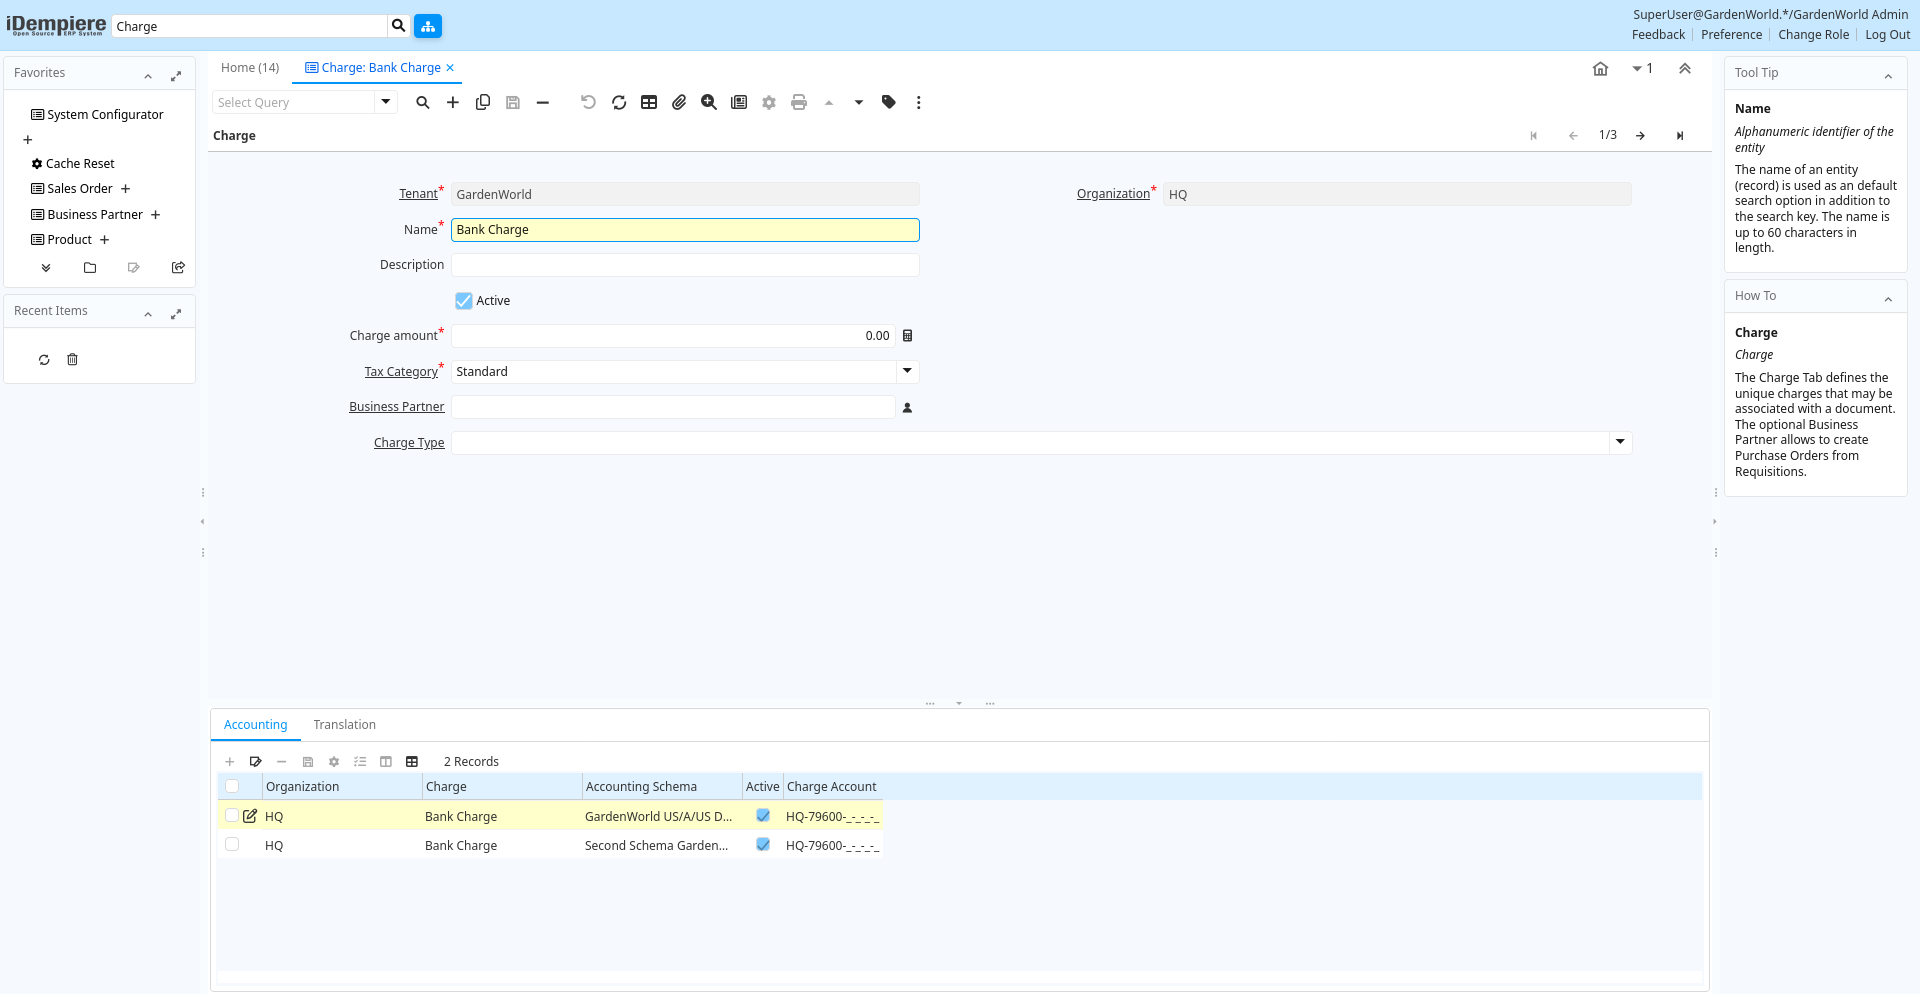 iDempiere
Open Source ERP System
Charge
SuperUser@GardenWorld.*/GardenWorld Admin
Feedback
Preference
Change Role
Log Out
Favorites
System Configurator
Cache Reset
Sales Order
Business Partner
Product
Recent Items
Home (14)
Charge: Bank Charge
1
Select Query
Charge
1/3
Tenant*
GardenWorld
Organization*
HQ
Name*
Bank Charge
Description
Active
Charge amount*
0.00
Tax Category*
Standard
Business Partner
Charge Type
Accounting
Translation
2 Records
Organization
Charge
Accounting Schema
Active
Charge Account
HQ
Bank Charge
GardenWorld US/A/US D...
HQ-79600-_-_-_-_
HQ
Bank Charge
Second Schema Garden...
HQ-79600-_-_-_-_
Tool Tip
Name
Alphanumeric identifier of the
entity
The name of an entity
(record) is used as an default
search option in addition to
the search key. The name is
up to 60 characters in
length.
How To
Charge
Charge
The Charge Tab defines the
unique charges that may be
associated with a document.
The optional Business
Partner allows to create
Purchase Orders from
Requisitions.